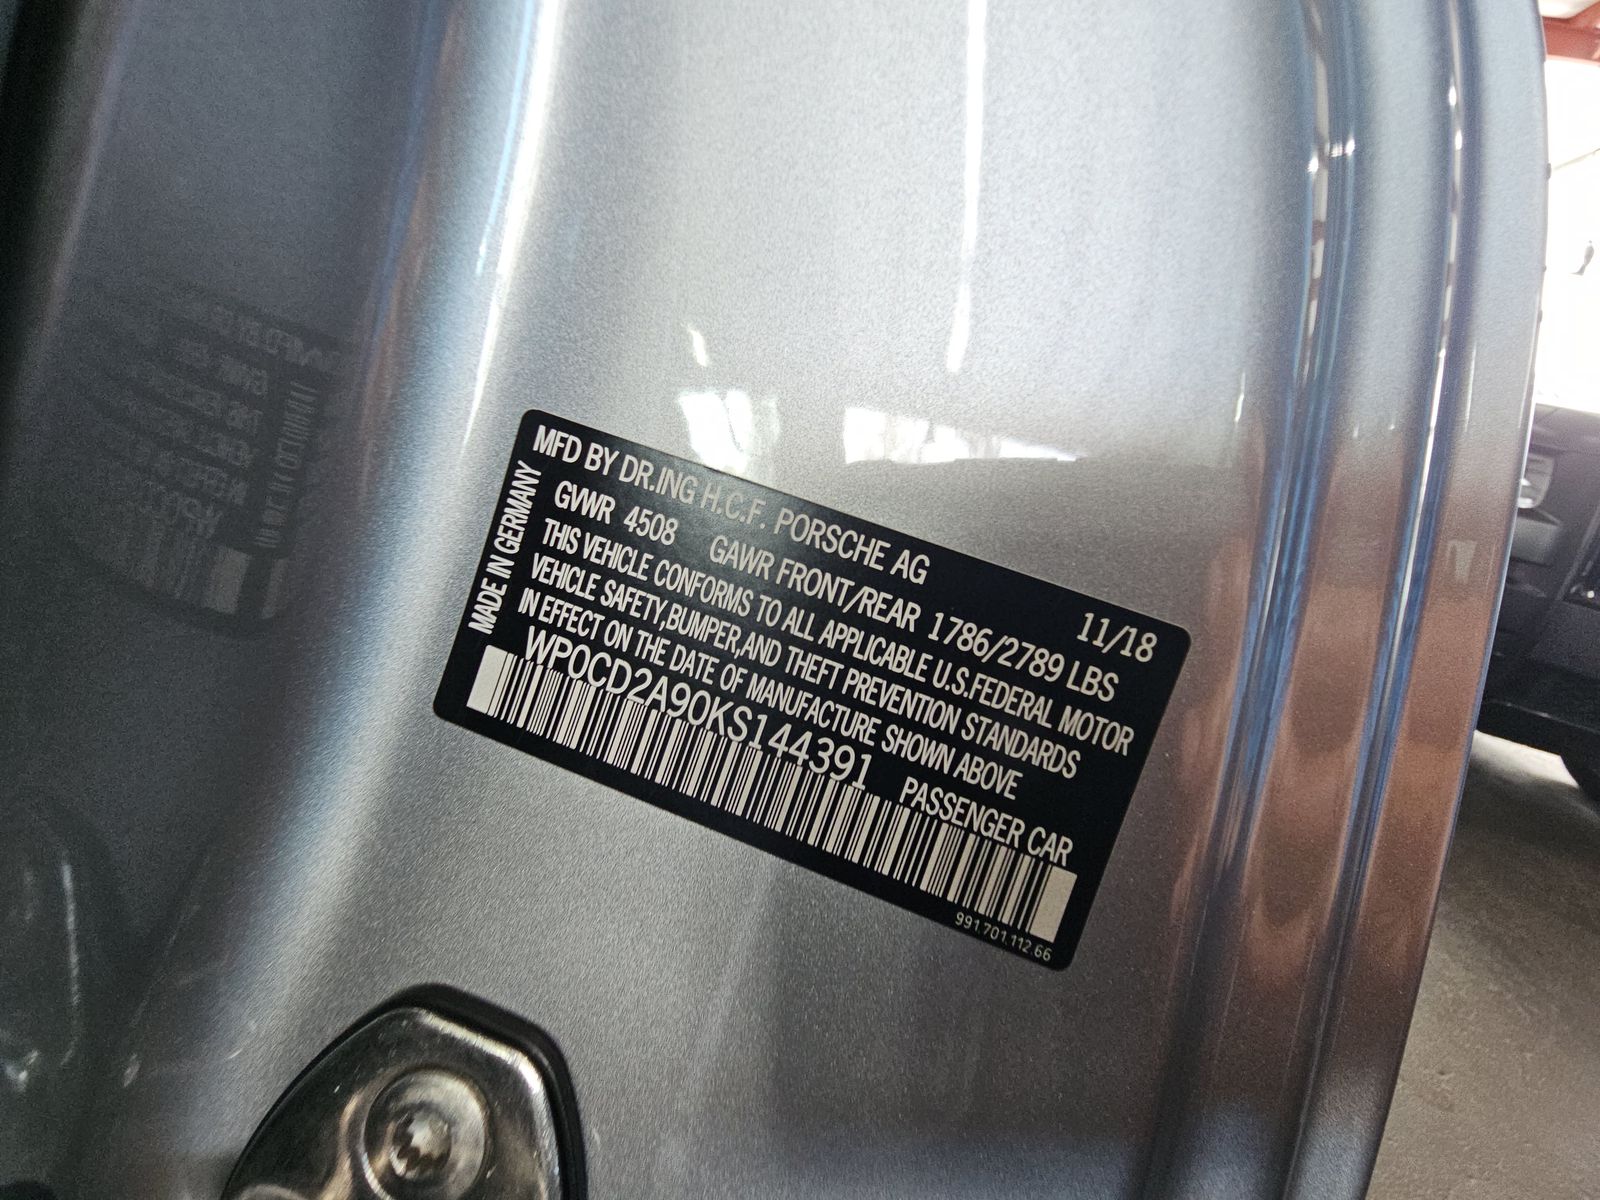 MFD BY DR.ING H.C.F. PORSCHE AG 11/18
GVWR 4508 GAWR FRONT/REAR 1786/2789 LBS
THIS VEHICLE CONFORMS TO ALL APPLICABLE U.S.FEDERAL MOTOR
VEHICLE SAFETY,BUMPER,AND THEFT PREVENTION STANDARDS
IN EFFECT ON THE DATE OF MANUFACTURE SHOWN ABOVE
WP0CD2A90KS144391 PASSENGER CAR
991.701.112.66
MADE IN GERMANY